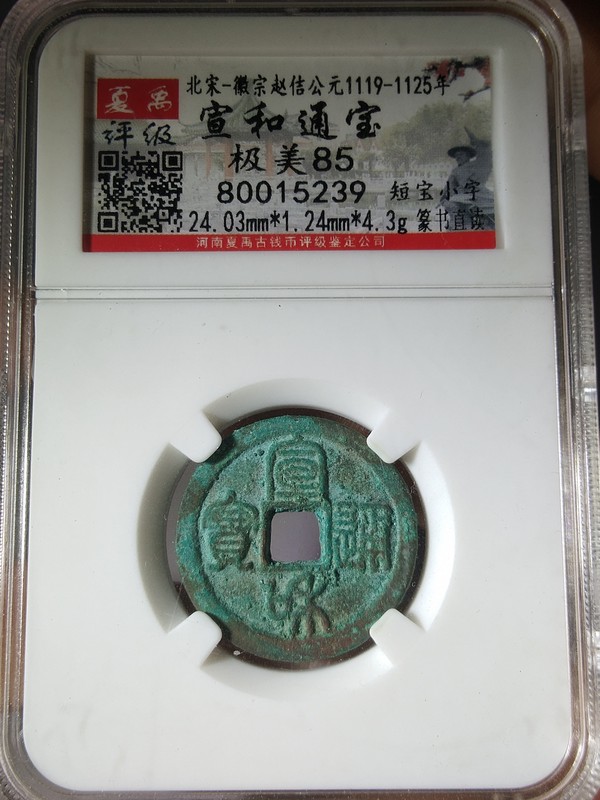 夏禹
评级
北宋-徽宗赵佶公元1119-1125年
宣和通宝
极美85
80015239 短宝小字
24.03mm*1.24mm*4.3g 篆书直读
河南夏禹古钱币评级鉴定公司
宣和通寳